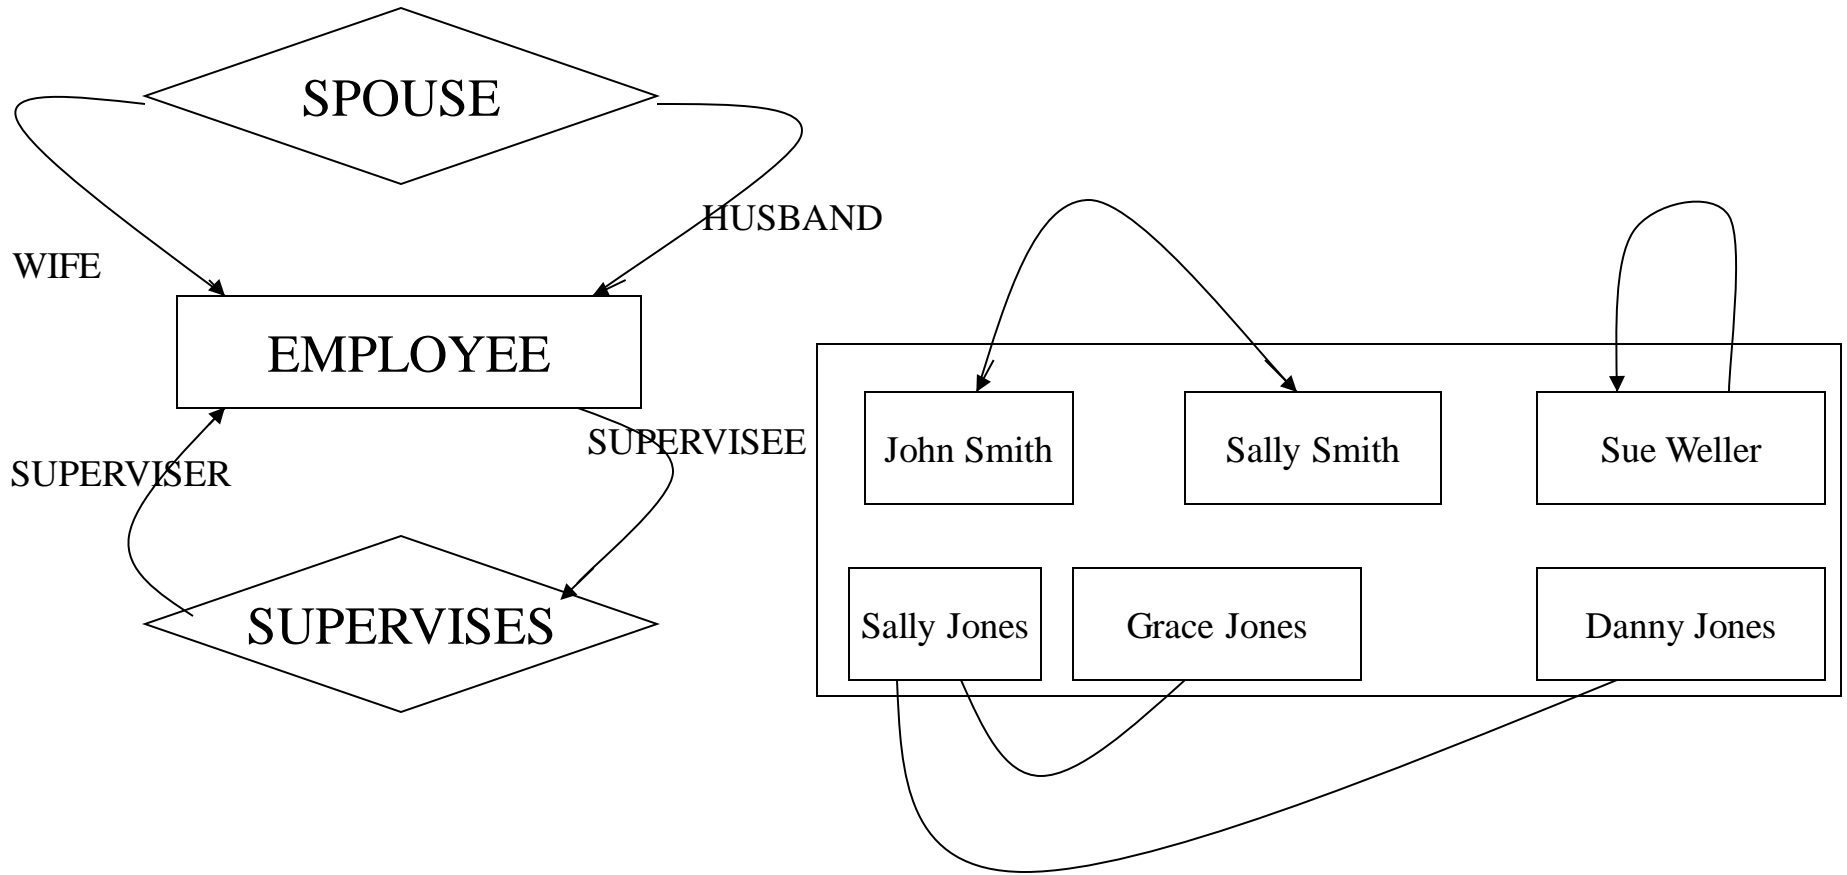 SPOUSE
HUSBAND
WIFE
EMPLOYEE
SUPERVISEE
SUPERVISER
SUPERVISES
John Smith
Sally Smith
Sue Weller
Sally Jones
Grace Jones
Danny Jones